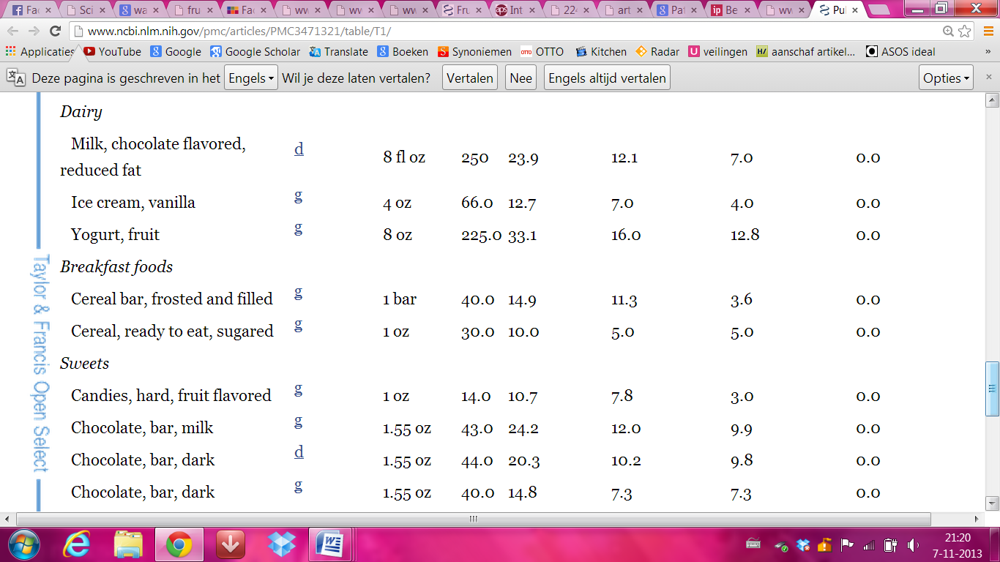 Fac
Sci
wa
fru
Fac
ww
ww
ww
Fru
Int
224
art
Pat
Be
ww
Pul
www.ncbi.nlm.nih.gov/pmc/articles/PMC3471321/table/T1/
Applicaties YouTube Google Google Scholar Translate Boeken Synoniemen OTTO OTTO Kitchen Radar veilingen aanschaf artikel... ASOS ideal »
Deze pagina is geschreven in het Engels Wil je deze laten vertalen? Vertalen Nee Engels altijd vertalen Opties
Dairy
Milk, chocolate flavored,
reduced fat d 8 fl oz 250 23.9 12.1 7.0 0.0
Ice cream, vanilla g 4 oz 66.0 12.7 7.0 4.0 0.0
Yogurt, fruit g 8 oz 225.0 33.1 16.0 12.8 0.0
Breakfast foods
Cereal bar, frosted and filled g 1 bar 40.0 14.9 11.3 3.6 0.0
Cereal, ready to eat, sugared g 1 oz 30.0 10.0 5.0 5.0 0.0
Sweets
Candies, hard, fruit flavored g 1 oz 14.0 10.7 7.8 3.0 0.0
Chocolate, bar, milk g 1.55 oz 43.0 24.2 12.0 9.9 0.0
Chocolate, bar, dark d 1.55 oz 44.0 20.3 10.2 9.8 0.0
Chocolate, bar, dark g 1.55 oz 40.0 14.8 7.3 7.3 0.0
Taylor & Francis Open Select
21:20
7-11-2013